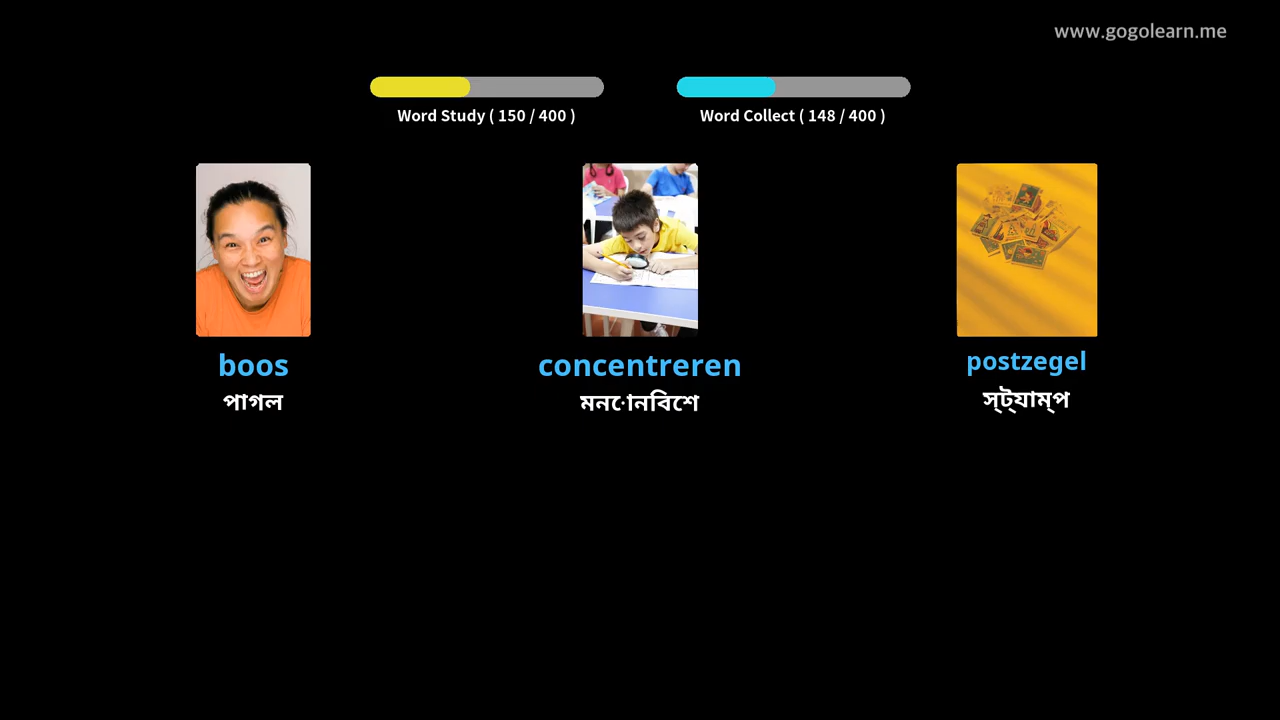 www.gogolearn.me
Word Study ( 150 / 400 )
Word Collect ( 148 / 400 )
boos
concentreren
postzegel
পাগল
মনোনিবেশ
স্ট্যাম্প